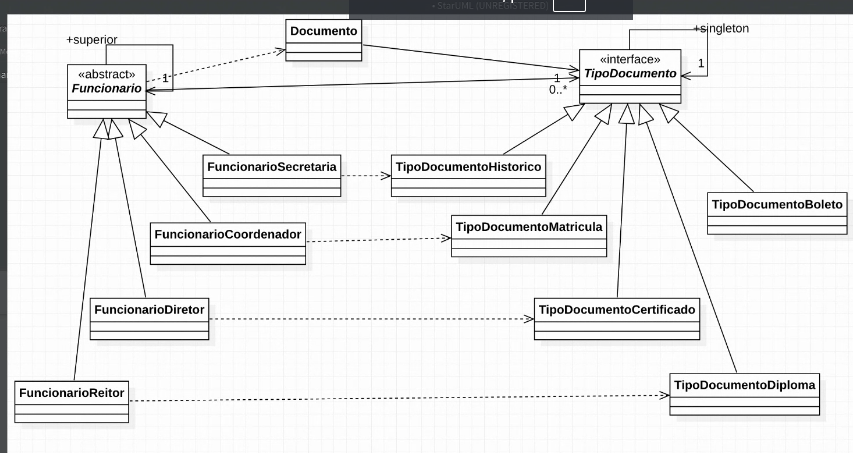 StarUML (UNREGISTERED)
Documento
+superior
+singleton
«abstract»
Funcionario
1
1
0..*
«interface»
TipoDocumento
1
FuncionarioSecretaria
TipoDocumentoHistorico
TipoDocumentoBoleto
FuncionarioCoordenador
TipoDocumentoMatricula
FuncionarioDiretor
TipoDocumentoCertificado
FuncionarioReitor
TipoDocumentoDiploma